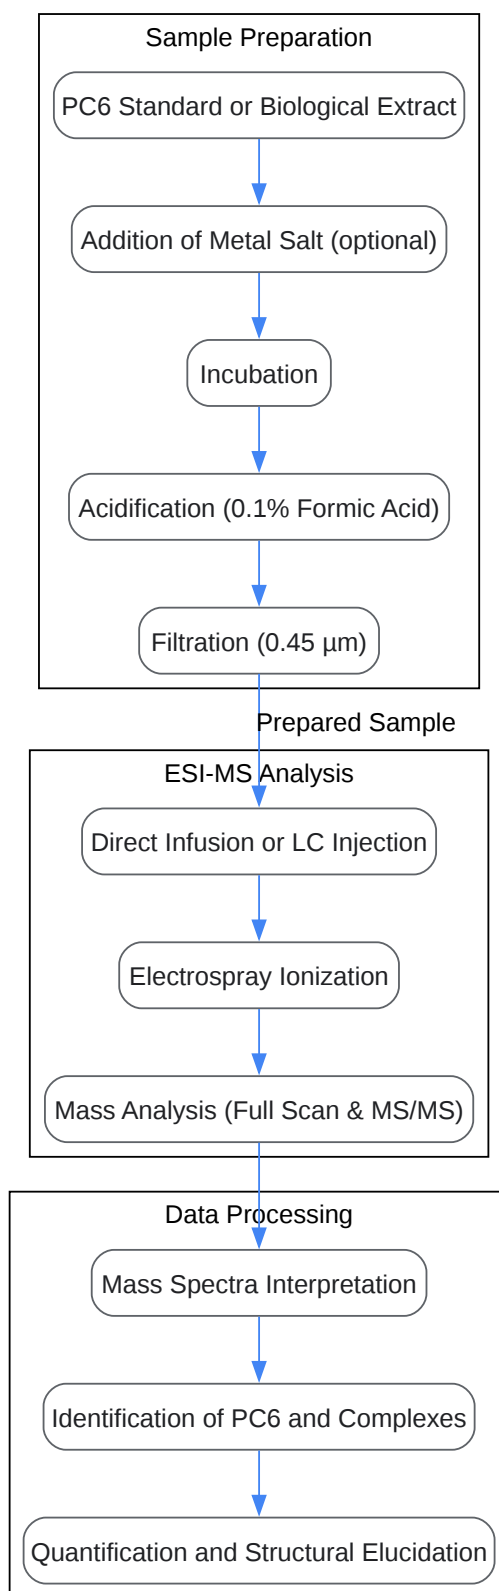 Sample Preparation
PC6 Standard or Biological Extract
Addition of Metal Salt (optional)
Incubation
Acidification (0.1% Formic Acid)
Filtration (0.45 µm)
Prepared Sample
ESI-MS Analysis
Direct Infusion or LC Injection
Electrospray Ionization
Mass Analysis (Full Scan & MS/MS)
Data Processing
Mass Spectra Interpretation
Identification of PC6 and Complexes
Quantification and Structural Elucidation